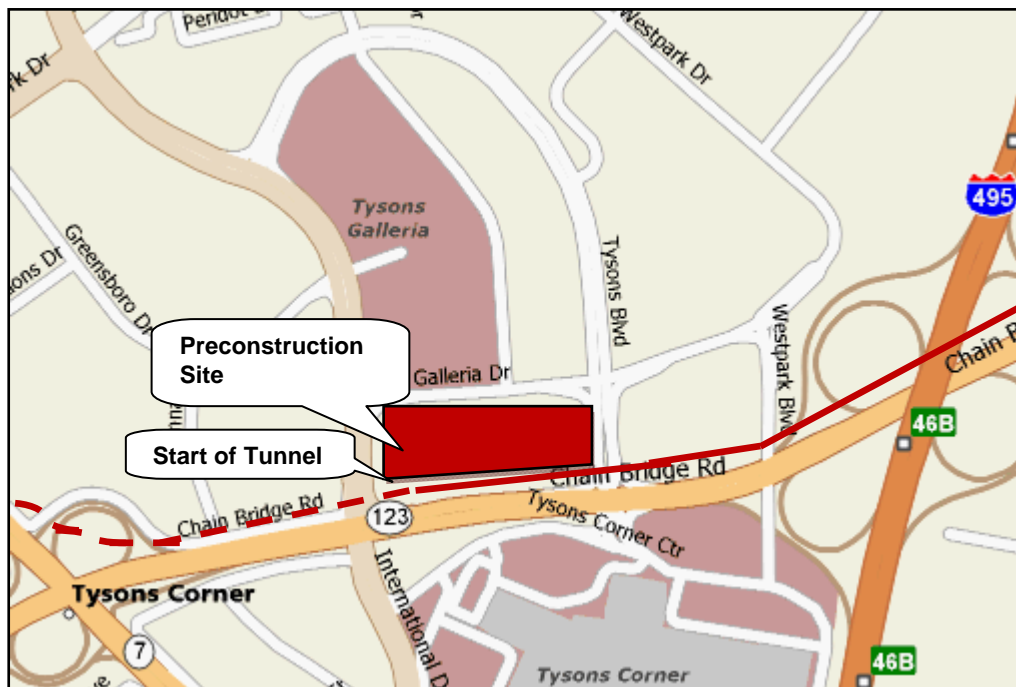 Peridot D
Westpark Dr
rk Dr
495
Tysons
Galleria
Greensboro Dr
ons Dr
Tysons Blvd
Westpark Blvd
Preconstruction
Site
Galleria Dr
Chain B
46B
Start of Tunnel
Chain Bridge Rd
Chain Bridge Rd
123
Tysons Corner Ctr
International D
Tysons Corner
7
46B
Tysons Corner